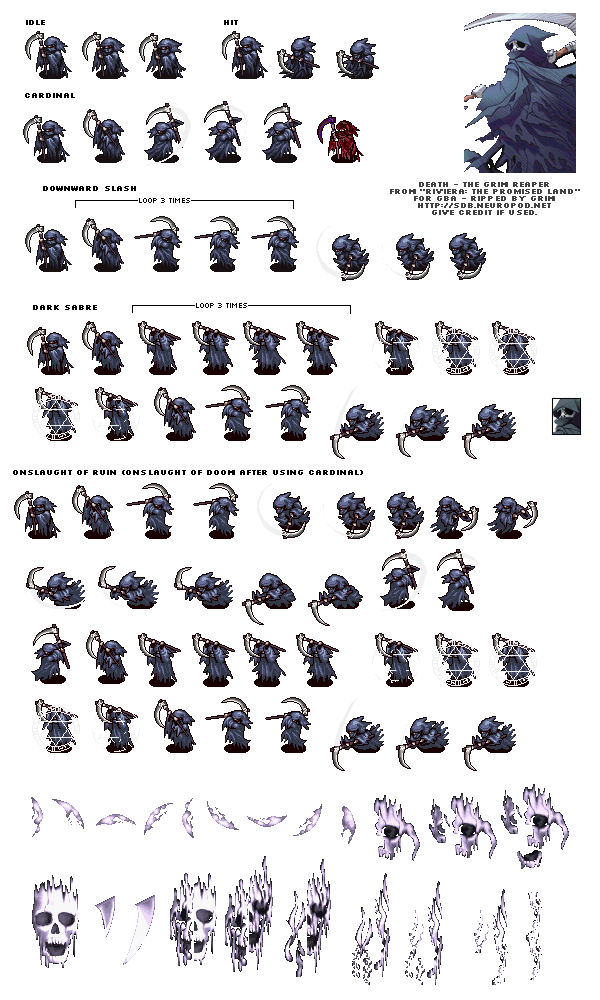 IDLE
HIT
CARDINAL
DEATH - THE GRIM REAPER
FROM "RIVIERA: THE PROMISED LAND"
FOR GBA - RIPPED BY GRIM
HTTP://SDB.NEUROPOD.NET
GIVE CREDIT IF USED.
DOWNWARD SLASH
LOOP 3 TIMES
DARK SABRE
LOOP 3 TIMES
ONSLAUGHT OF RUIN (ONSLAUGHT OF DOOM AFTER USING CARDINAL)